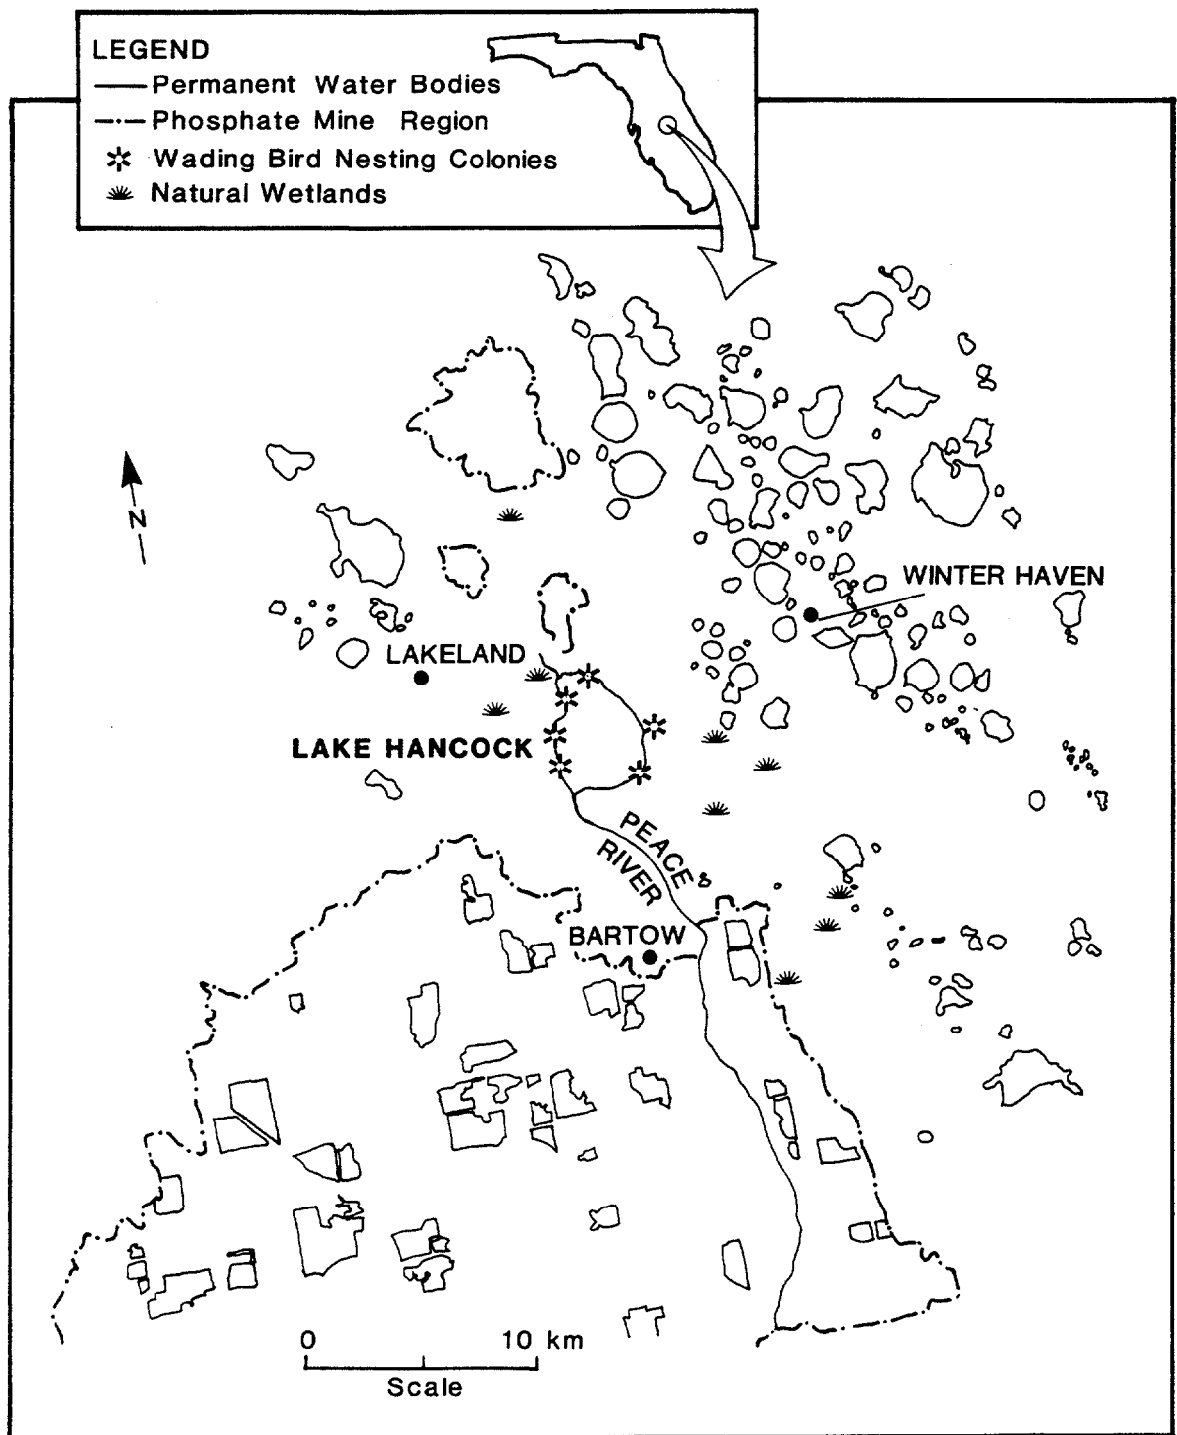 LEGEND
Permanent Water Bodies
Phosphate Mine Region
Wading Bird Nesting Colonies
Natural Wetlands
N
WINTER HAVEN
LAKELAND
LAKE HANCOCK
PEACE
RIVER
BARTOW
0 10 km
Scale